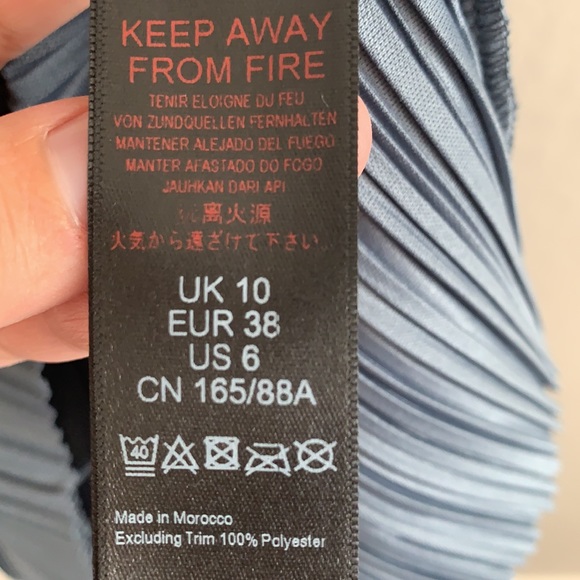 KEEP AWAY
FROM FIRE
TENIR ELOIGNE DU FEU
VON ZUNDQUELLEN FERNHALTEN
MANTENER ALEJADO DEL FUEGO
MANTER AFASTADO DO FOGO
JAUHKAN DARI API
离火源
火気から遠ざけて下さい。
UK 10
EUR 38
US 6
CN 165/88A
40
Made in Morocco
Excluding Trim 100% Polyester